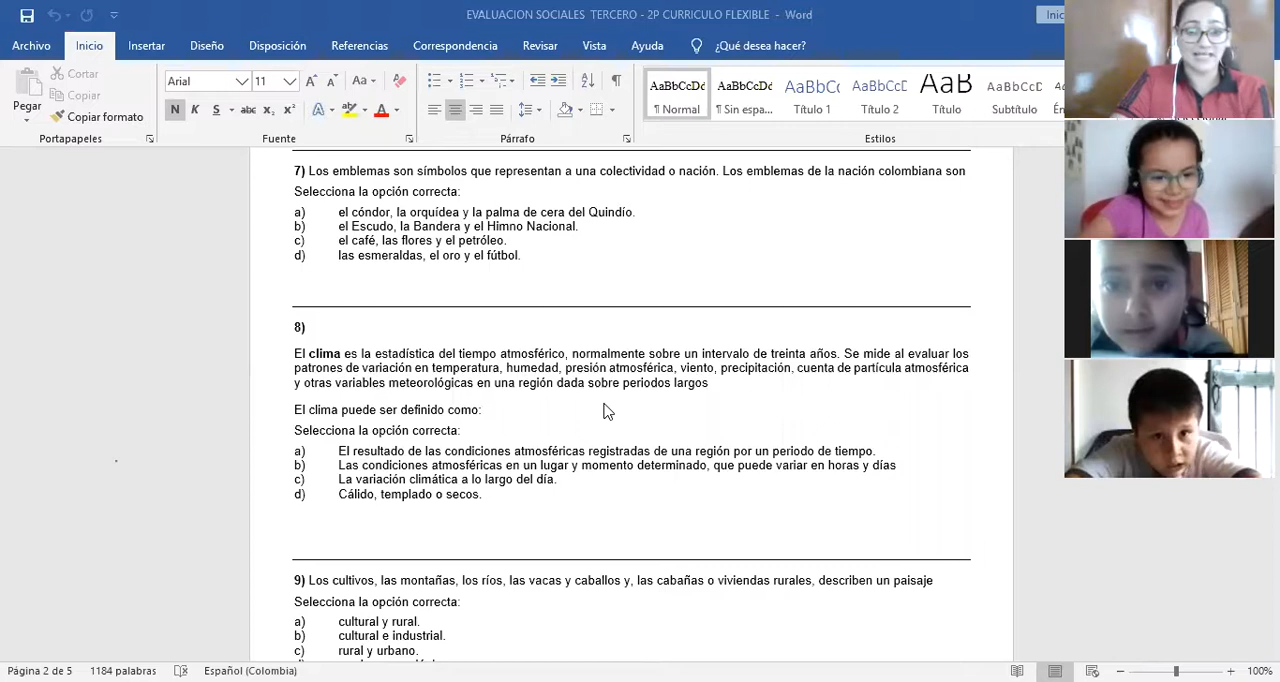 EVALUACION SOCIALES TERCERO - 2P CURRICULO FLEXIBLE - Word
Inic
Archivo Inicio Insertar Diseño Disposición Referencias Correspondencia Revisar Vista Ayuda ¿Qué desea hacer?
Pegar
Cortar
Copiar
Copiar formato
Portapapeles
Arial 11
Aa
N K S abc x₂ x²
Fuente
Párrafo
AaBbCcDd AaBbCcDd AaBbCc AaBbCcD AaB AaBbCcD
¶ Normal ¶ Sin espa... Título 1 Título 2 Título Subtítulo
Estilos
7) Los emblemas son símbolos que representan a una colectividad o nación. Los emblemas de la nación colombiana son
Selecciona la opción correcta:
a) el cóndor, la orquídea y la palma de cera del Quindío.
b) el Escudo, la Bandera y el Himno Nacional.
c) el café, las flores y el petróleo.
d) las esmeraldas, el oro y el fútbol.
8)
El clima es la estadística del tiempo atmosférico, normalmente sobre un intervalo de treinta años. Se mide al evaluar los
patrones de variación en temperatura, humedad, presión atmosférica, viento, precipitación, cuenta de partícula atmosférica
y otras variables meteorológicas en una región dada sobre periodos largos
El clima puede ser definido como:
Selecciona la opción correcta:
a) El resultado de las condiciones atmosféricas registradas de una región por un periodo de tiempo.
b) Las condiciones atmosféricas en un lugar y momento determinado, que puede variar en horas y días
c) La variación climática a lo largo del día.
d) Cálido, templado o secos.
9) Los cultivos, las montañas, los ríos, las vacas y caballos y, las cabañas o viviendas rurales, describen un paisaje
Selecciona la opción correcta:
a) cultural y rural.
b) cultural e industrial.
c) rural y urbano.
Página 2 de 5 1184 palabras Español (Colombia) 100%